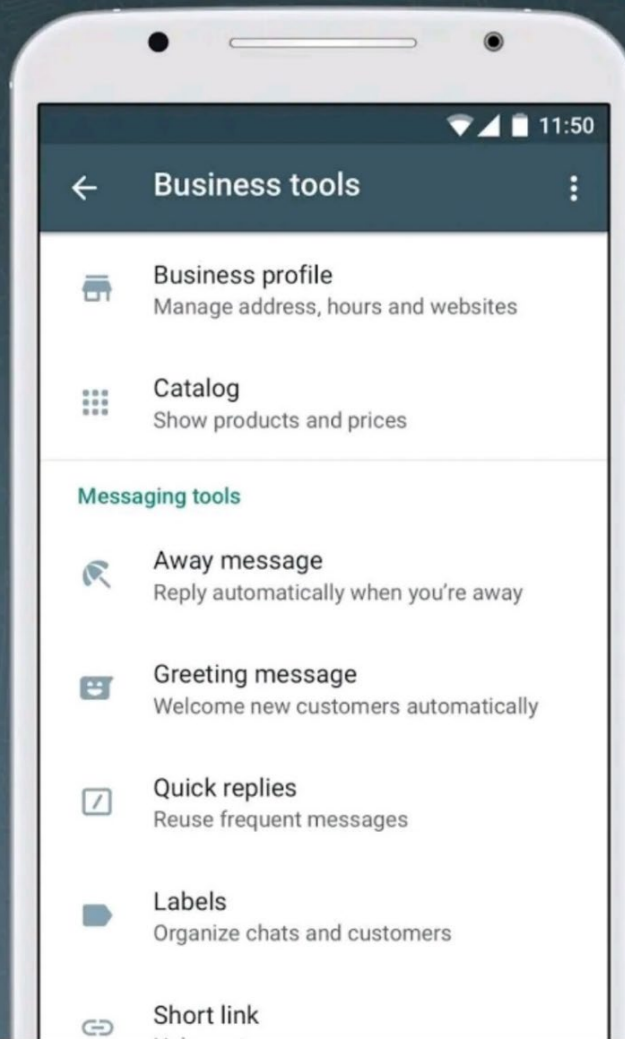 11:50
Business tools
Business profile
Manage address, hours and websites
Catalog
Show products and prices
Messaging tools
Away message
Reply automatically when you're away
Greeting message
Welcome new customers automatically
Quick replies
Reuse frequent messages
Labels
Organize chats and customers
Short link